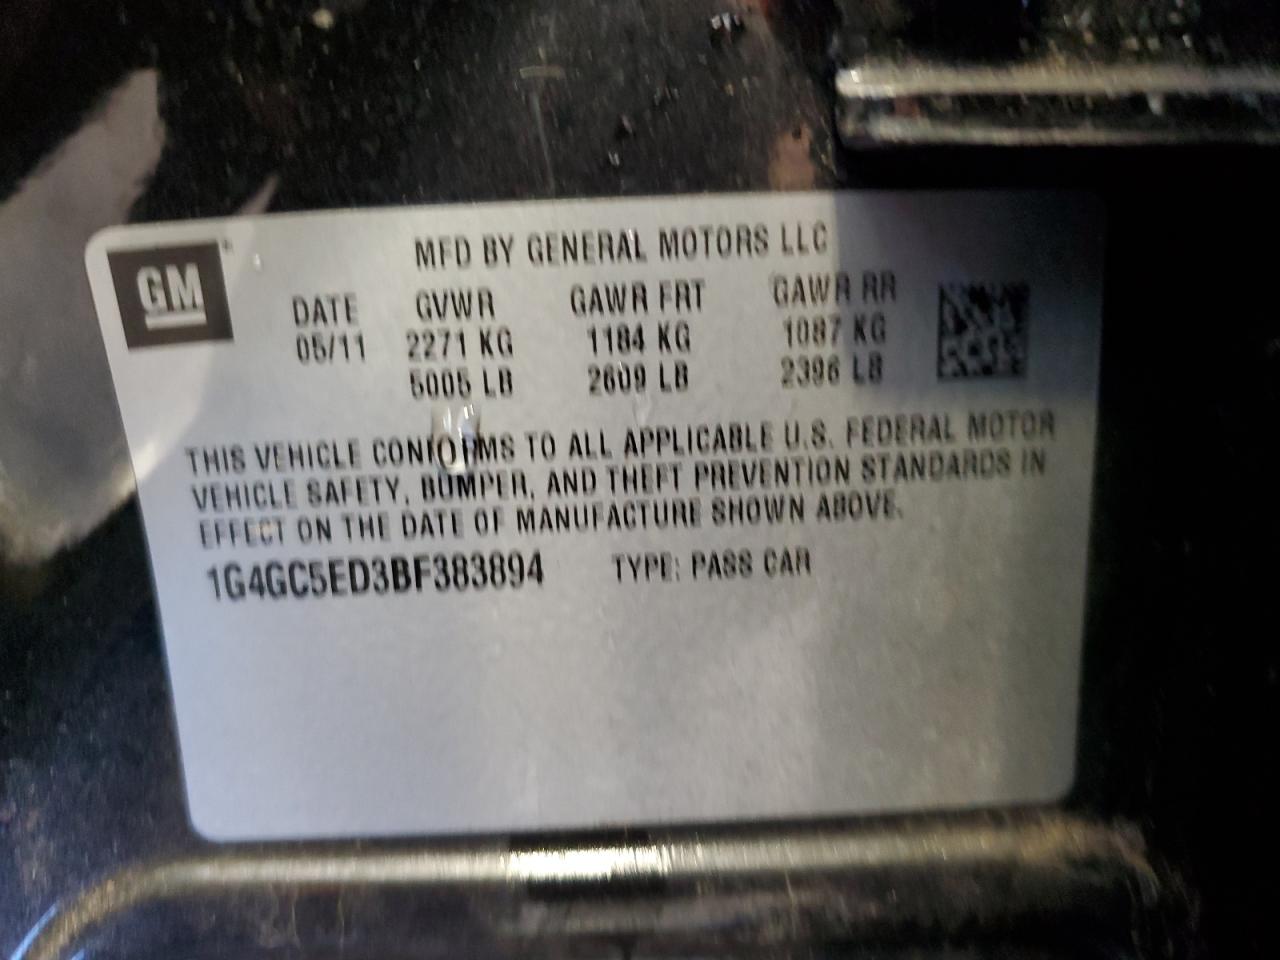 MFD BY GENERAL MOTORS LLC
GM
DATE GVWR GAWR FRT GAWR RR
05/11 2271 KG 1184 KG 1087 KG
5005 LB 2609 LB 2396 LB
THIS VEHICLE CONFORMS TO ALL APPLICABLE U.S. FEDERAL MOTOR
VEHICLE SAFETY, BUMPER, AND THEFT PREVENTION STANDARDS IN
EFFECT ON THE DATE OF MANUFACTURE SHOWN ABOVE.
1G4GC5ED3BF383894 TYPE: PASS CAR